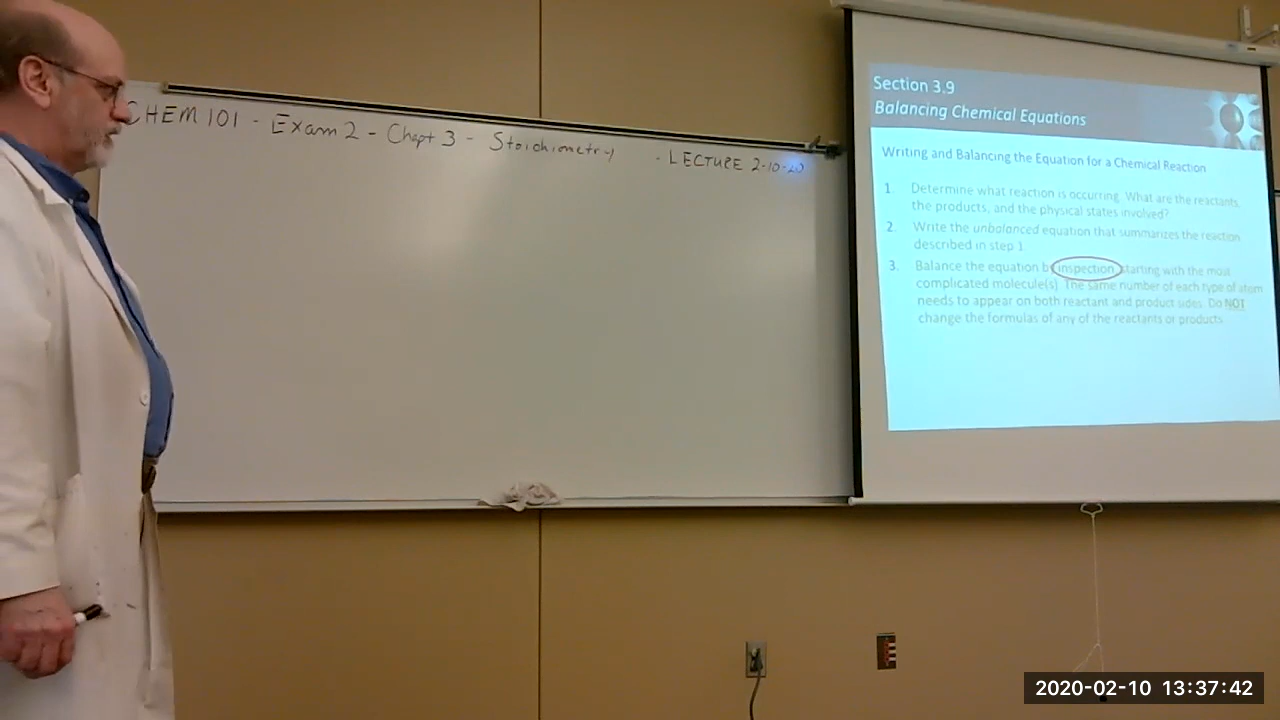 CHEM 101 - Exam 2 - Chapt 3 - Stoichiometry - LECTURE 2-10-20
Section 3.9
Balancing Chemical Equations
Writing and Balancing the Equation for a Chemical Reaction
1. Determine what reaction is occurring. What are the reactants,
the products, and the physical states involved?
2. Write the unbalanced equation that summarizes the reaction
described in step 1.
3. Balance the equation by inspection, starting with the most
complicated molecule(s). The same number of each type of atom
needs to appear on both reactant and product sides. Do NOT
change the formulas of any of the reactants or products.
2020-02-10 13:37:42